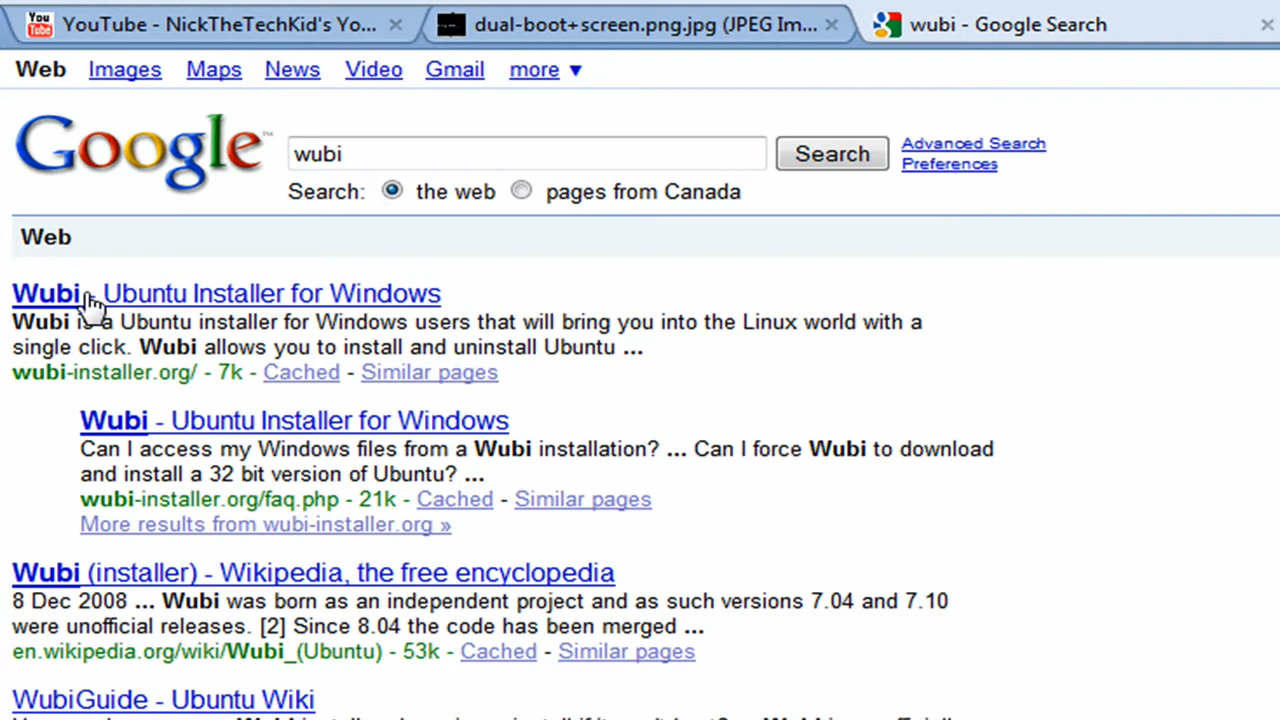 YouTube - NickTheTechKid's Yo...
dual-boot+screen.png.jpg (JPEG Im...
wubi - Google Search
Web Images Maps News Video Gmail more ▼
Google™
wubi
Search
Advanced Search
Preferences
Search: the web pages from Canada
Web
Wubi - Ubuntu Installer for Windows
Wubi is a Ubuntu installer for Windows users that will bring you into the Linux world with a
single click. Wubi allows you to install and uninstall Ubuntu ...
wubi-installer.org/ - 7k - Cached - Similar pages
Wubi - Ubuntu Installer for Windows
Can I access my Windows files from a Wubi installation? ... Can I force Wubi to download
and install a 32 bit version of Ubuntu? ...
wubi-installer.org/faq.php - 21k - Cached - Similar pages
More results from wubi-installer.org »
Wubi (installer) - Wikipedia, the free encyclopedia
8 Dec 2008 ... Wubi was born as an independent project and as such versions 7.04 and 7.10
were unofficial releases. [2] Since 8.04 the code has been merged ...
en.wikipedia.org/wiki/Wubi_(Ubuntu) - 53k - Cached - Similar pages
WubiGuide - Ubuntu Wiki